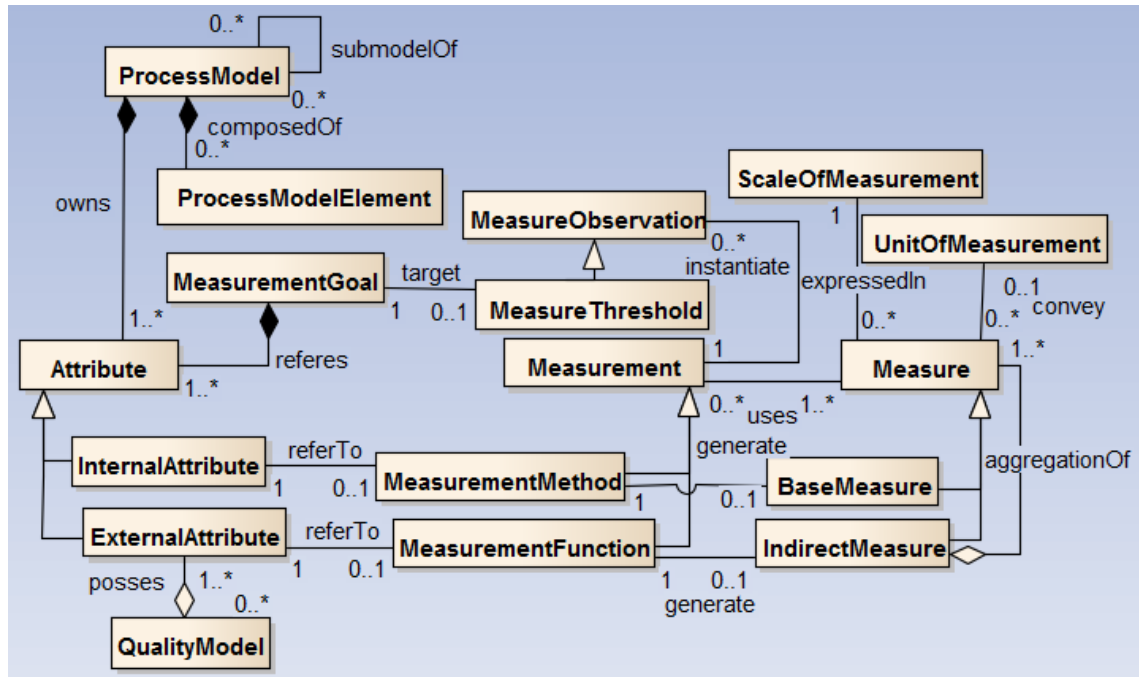 0..*
submodelOf
ProcessModel
0..*
composedOf
0..*
ScaleOfMeasurement
ProcessModelElement
owns
MeasureObservation
1
0..*
UnitOfMeasurement
instantiate
MeasurementGoal
target
expressedIn
0..1
1
0..1
MeasureThreshold
convey
1..*
0..*
0..*
referes
1
1..*
Attribute
Measurement
Measure
1..*
0..*
uses
1..*
generate
referTo
aggregationOf
InternalAttribute
MeasurementMethod
BaseMeasure
1
0..1
1
0..1
ExternalAttribute
referTo
MeasurementFunction
IndirectMeasure
1
0..1
1
0..1
posses
1..*
generate
0..*
QualityModel